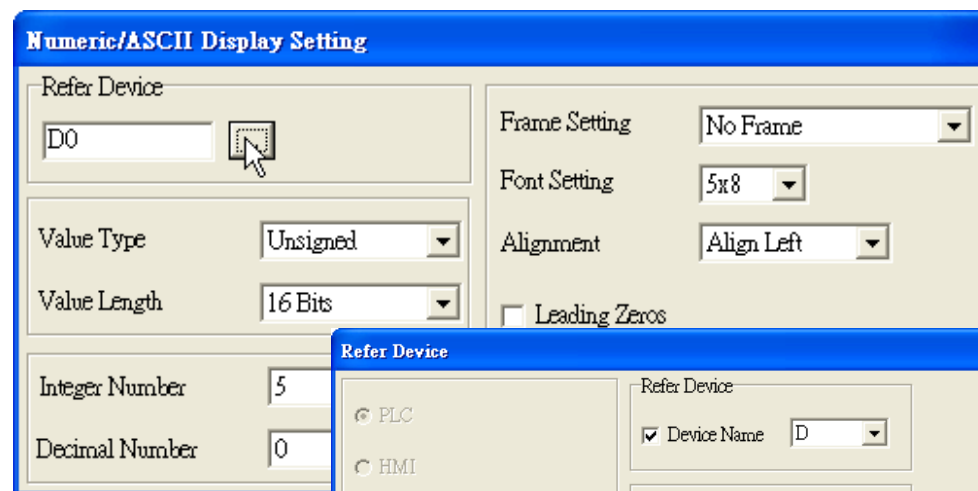 Numeric/ASCII Display Setting
Refer Device
D0
Frame Setting
No Frame
Font Setting
5x8
Value Type
Unsigned
Alignment
Align Left
Value Length
16 Bits
Leading Zeros
Integer Number
5
Decimal Number
0
Refer Device
PLC
HMI
Refer Device
Device Name
D